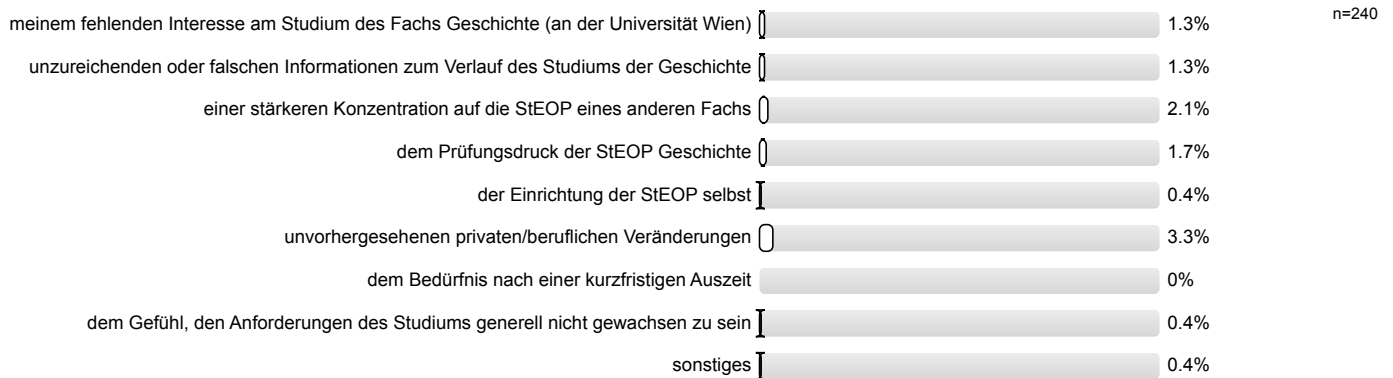 meinem fehlenden Interesse am Studium des Fachs Geschichte (an der Universität Wien) 1.3% n=240
unzureichenden oder falschen Informationen zum Verlauf des Studiums der Geschichte 1.3%
einer stärkeren Konzentration auf die StEOP eines anderen Fachs 2.1%
dem Prüfungsdruck der StEOP Geschichte 1.7%
der Einrichtung der StEOP selbst 0.4%
unvorhergesehenen privaten/beruflichen Veränderungen 3.3%
dem Bedürfnis nach einer kurzfristigen Auszeit 0%
dem Gefühl, den Anforderungen des Studiums generell nicht gewachsen zu sein 0.4%
sonstiges 0.4%